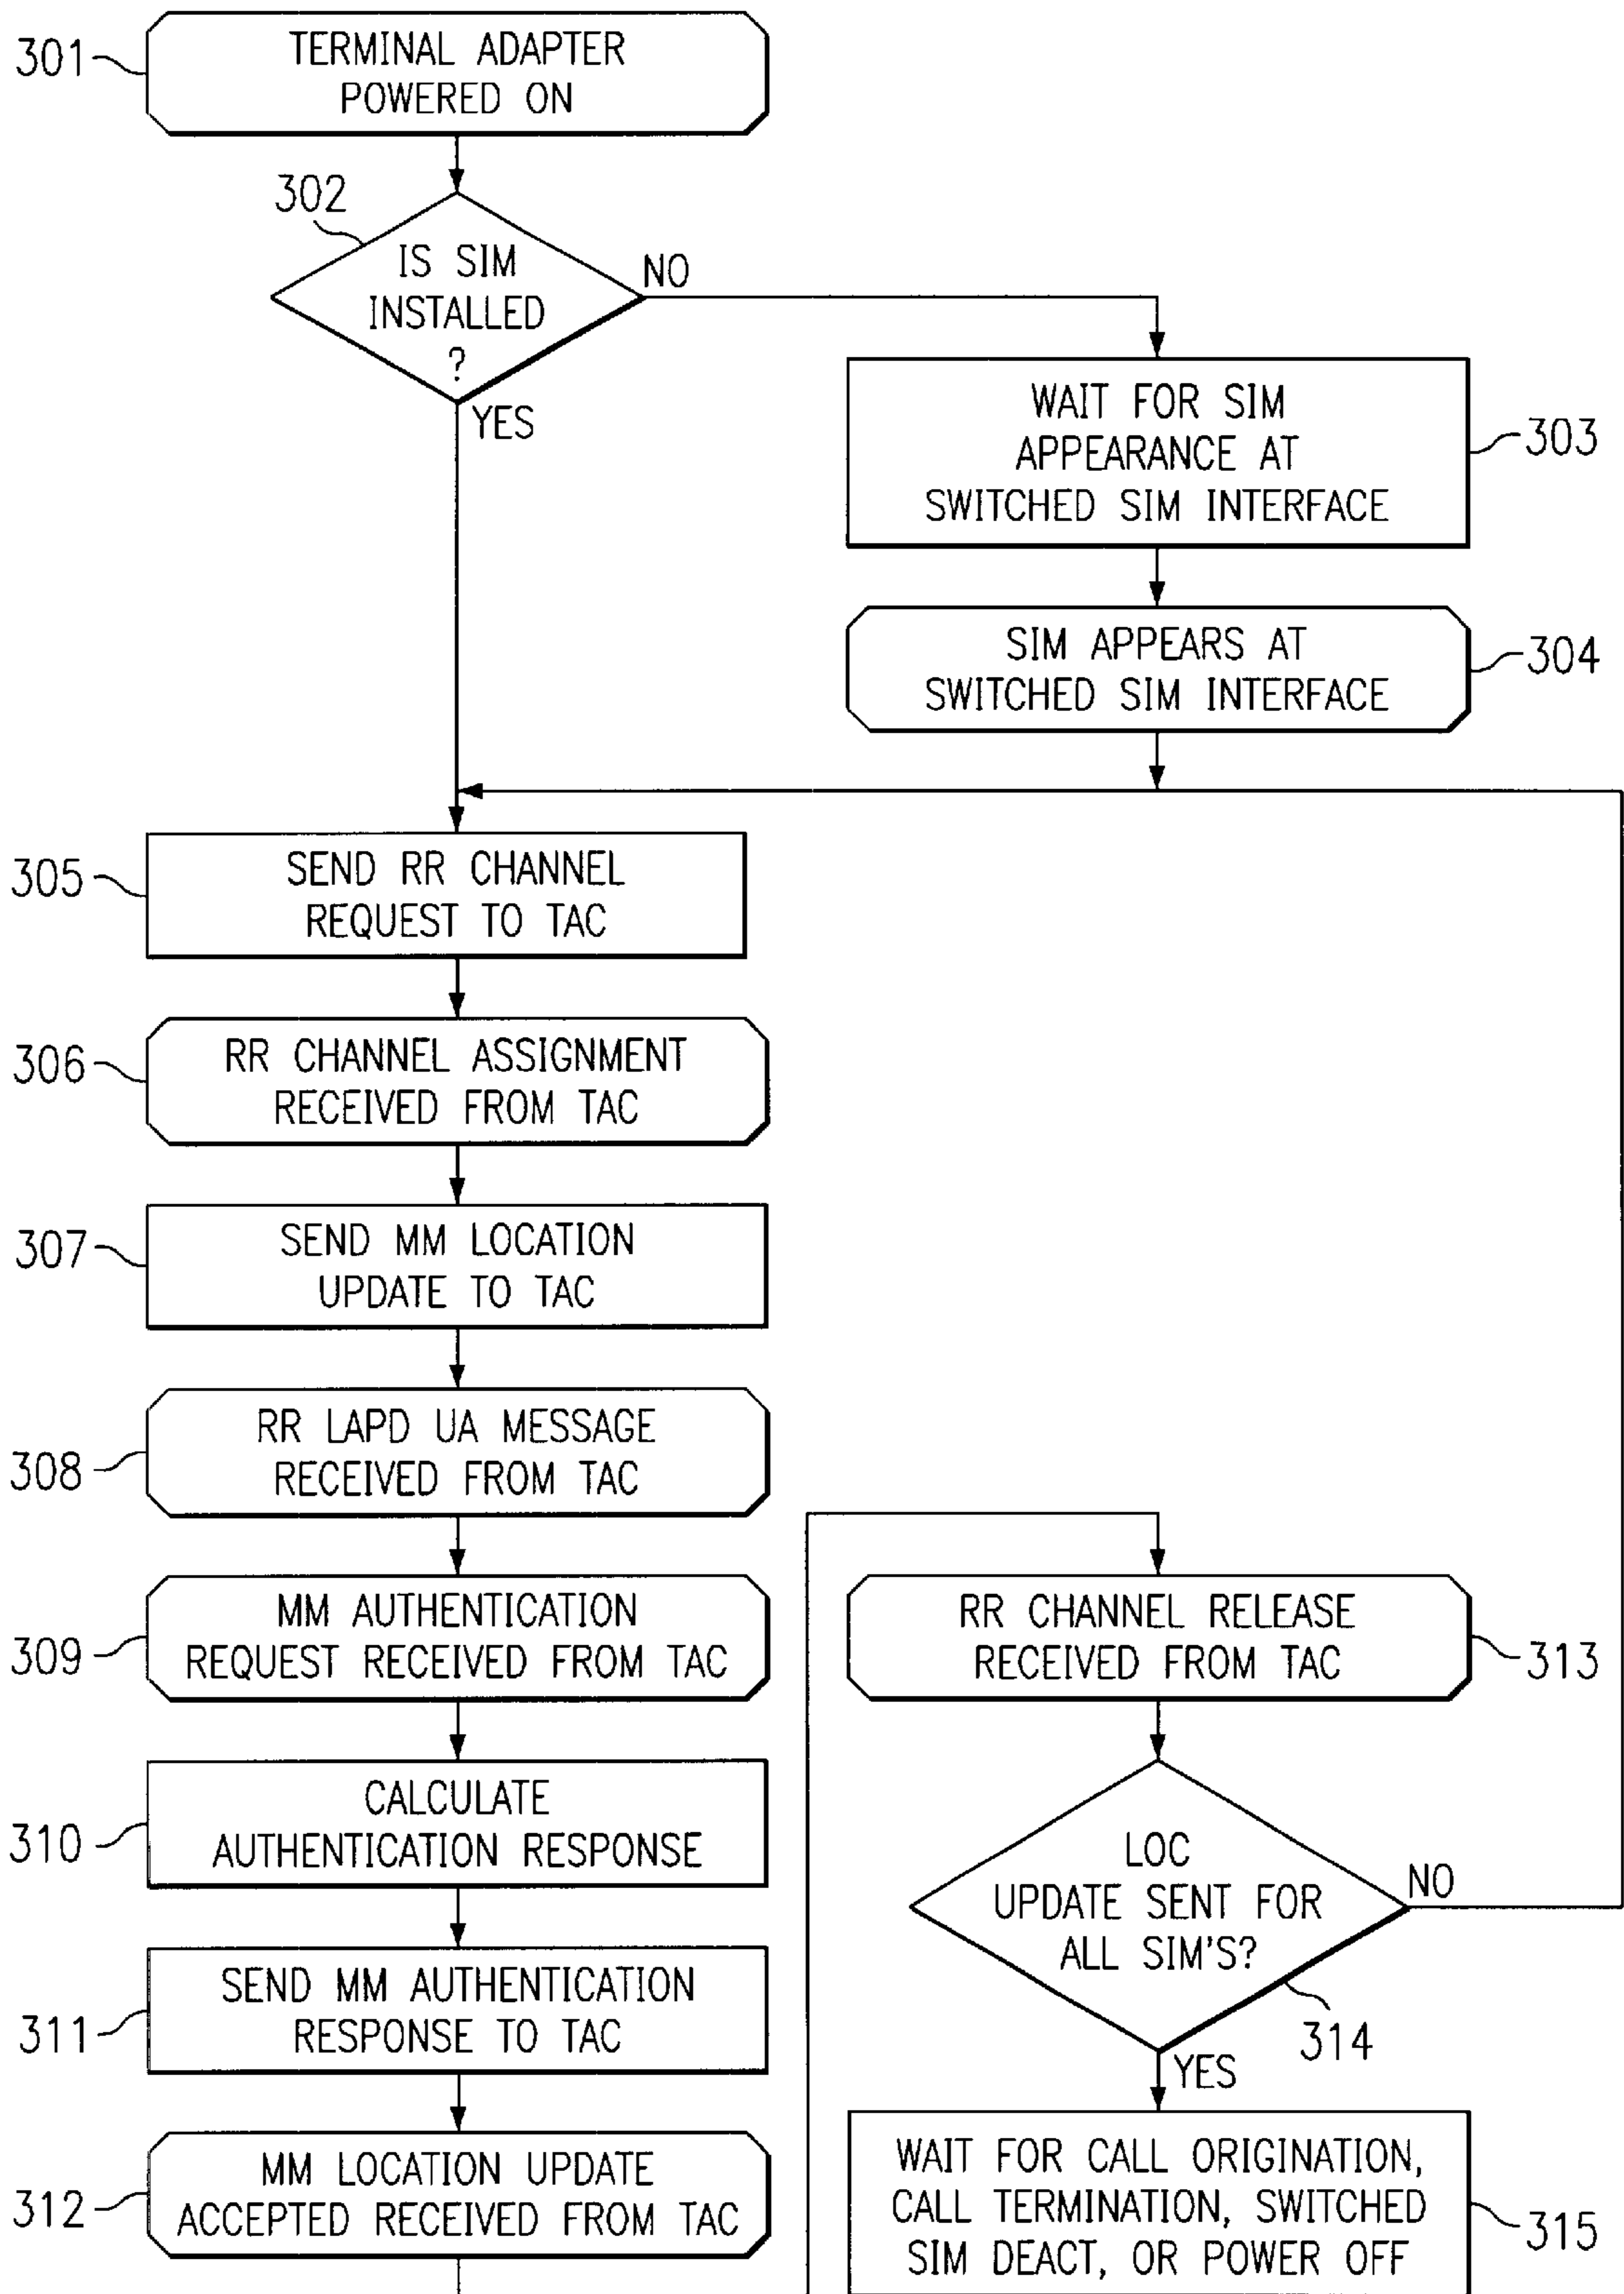 301
TERMINAL ADAPTER
POWERED ON
302
IS SIM
INSTALLED
?
NO
YES
WAIT FOR SIM
APPEARANCE AT
SWITCHED SIM INTERFACE
303
SIM APPEARS AT
SWITCHED SIM INTERFACE
304
305
SEND RR CHANNEL
REQUEST TO TAC
306
RR CHANNEL ASSIGNMENT
RECEIVED FROM TAC
307
SEND MM LOCATION
UPDATE TO TAC
308
RR LAPD UA MESSAGE
RECEIVED FROM TAC
309
MM AUTHENTICATION
REQUEST RECEIVED FROM TAC
310
CALCULATE
AUTHENTICATION RESPONSE
311
SEND MM AUTHENTICATION
RESPONSE TO TAC
312
MM LOCATION UPDATE
ACCEPTED RECEIVED FROM TAC
RR CHANNEL RELEASE
RECEIVED FROM TAC
313
LOC
UPDATE SENT FOR
ALL SIM'S?
NO
314
YES
WAIT FOR CALL ORIGINATION,
CALL TERMINATION, SWITCHED
SIM DEACT, OR POWER OFF
315